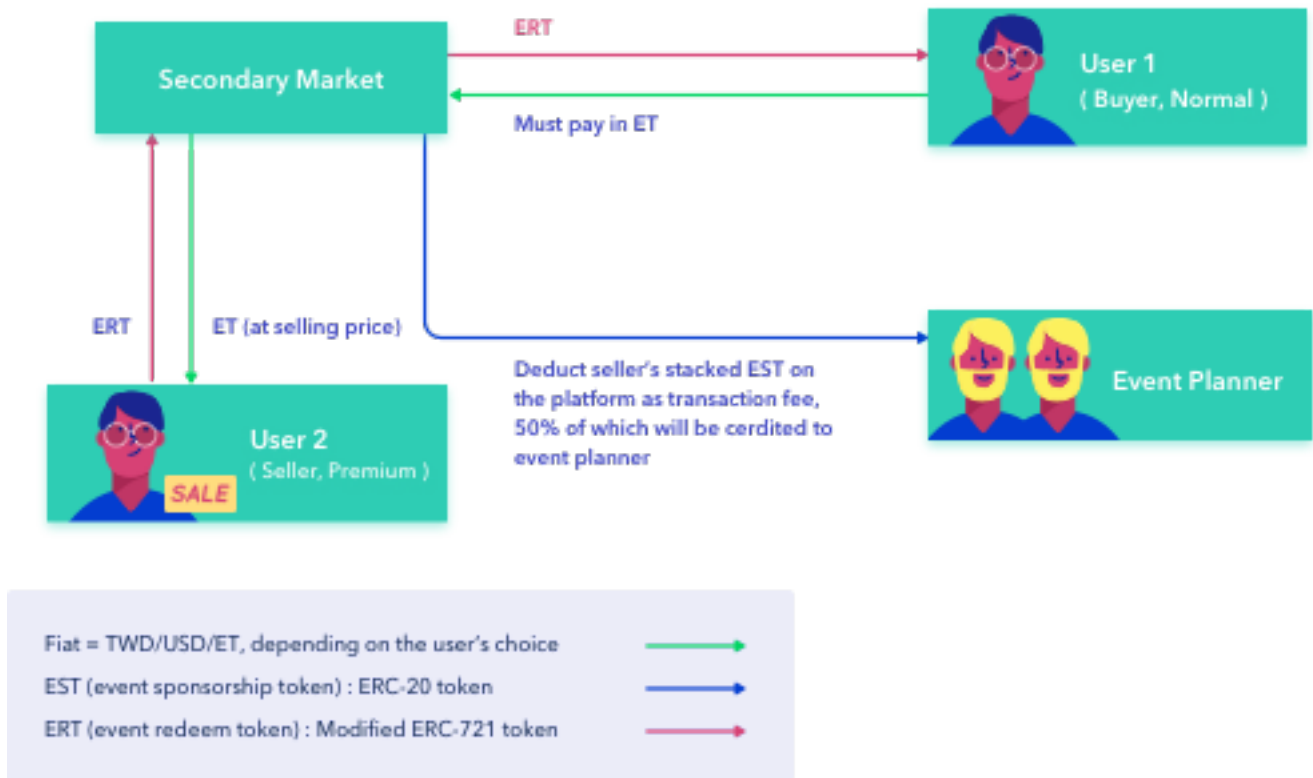 ERT
Secondary Market
User 1
( Buyer, Normal )
Must pay in ET
ERT
ET (at selling price)
Deduct seller's stacked EST on
the platform as transaction fee,
50% of which will be cerdited to
event planner
Event Planner
User 2
( Seller, Premium )
SALE
Fiat = TWD/USD/ET, depending on the user's choice
EST (event sponsorship token) : ERC-20 token
ERT (event redeem token) : Modified ERC-721 token